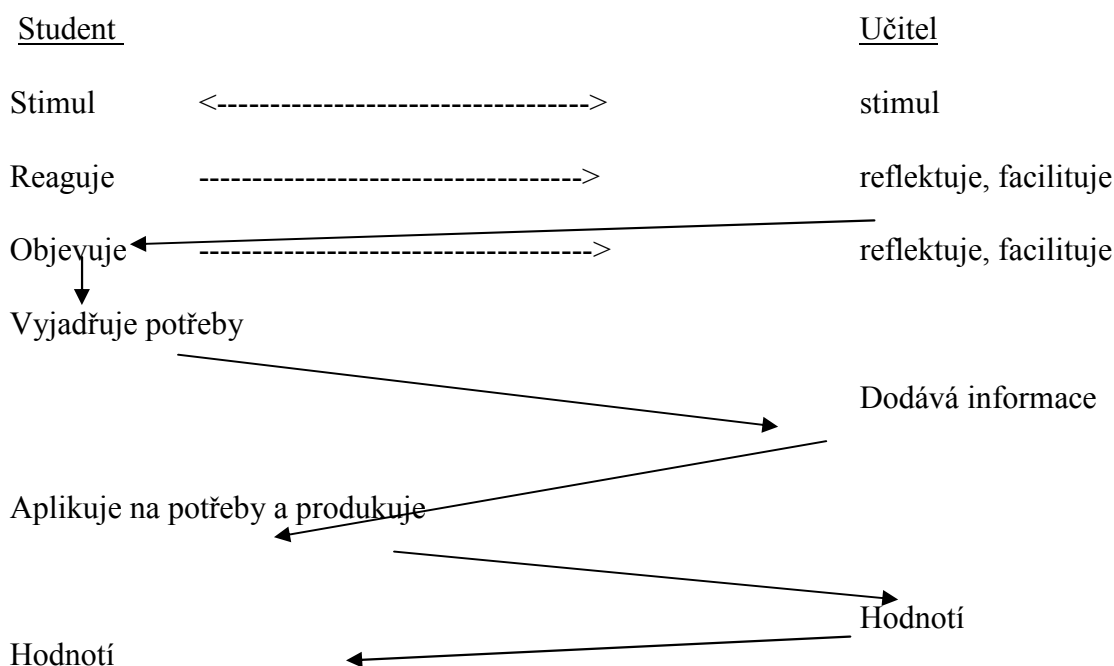 Student Učitel
Stimul <-----------------------------------> stimul
Reaguje -----------------------------------> reflektuje, facilituje
Objevuje ------------------------------------> reflektuje, facilituje
Vyjadřuje potřeby
Dodává informace
Aplikuje na potřeby a produkuje
Hodnotí
Hodnotí